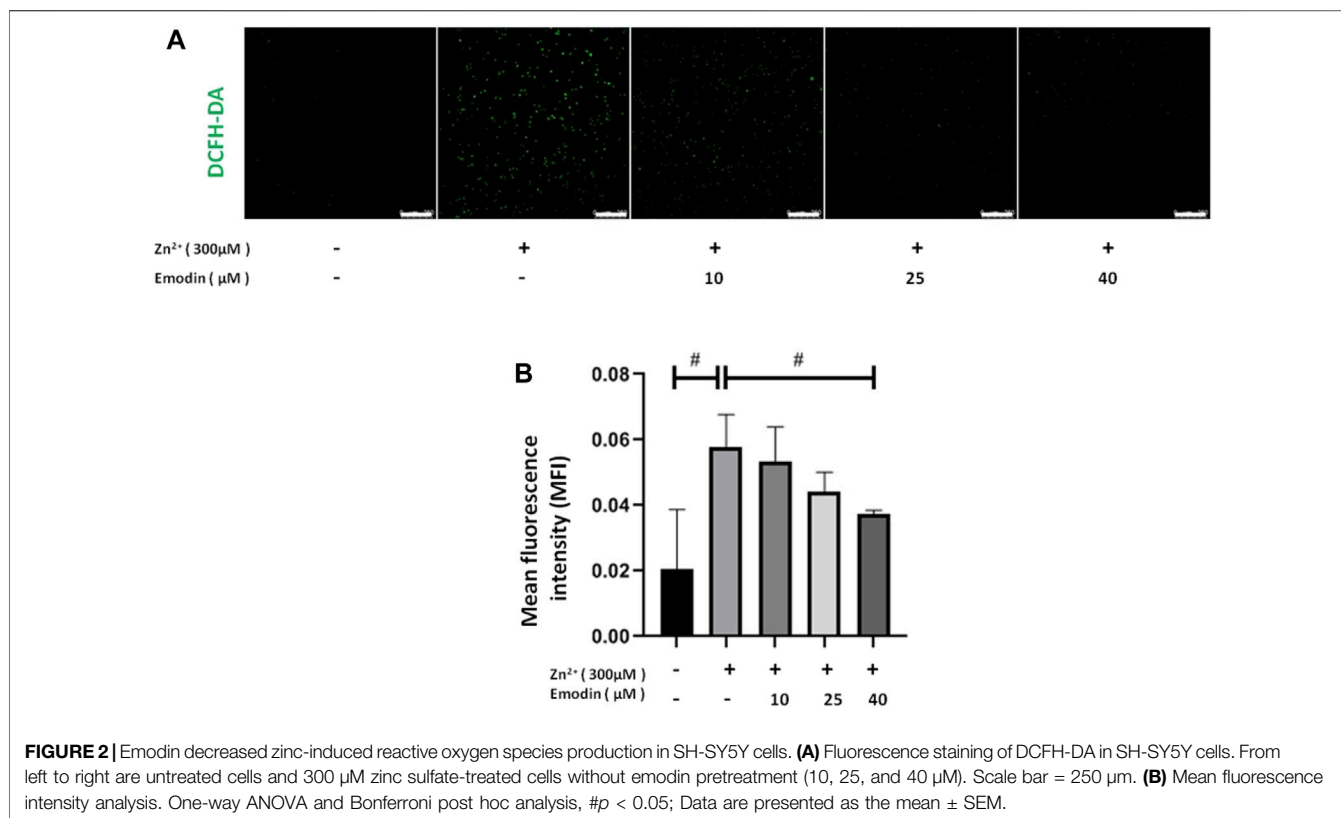 A
DCFH-DA
Zn²⁺ ( 300µM ) - + + + +
Emodin ( µM ) - - 10 25 40
B
# #
Mean fluorescence
intensity (MFI)
0.08
0.06
0.04
0.02
0.00
Zn²⁺ ( 300µM ) - + + + +
Emodin ( µM ) - - 10 25 40
FIGURE 2 | Emodin decreased zinc-induced reactive oxygen species production in SH-SY5Y cells. (A) Fluorescence staining of DCFH-DA in SH-SY5Y cells. From
left to right are untreated cells and 300 µM zinc sulfate-treated cells without emodin pretreatment (10, 25, and 40 µM). Scale bar = 250 µm. (B) Mean fluorescence
intensity analysis. One-way ANOVA and Bonferroni post hoc analysis, #p < 0.05; Data are presented as the mean ± SEM.